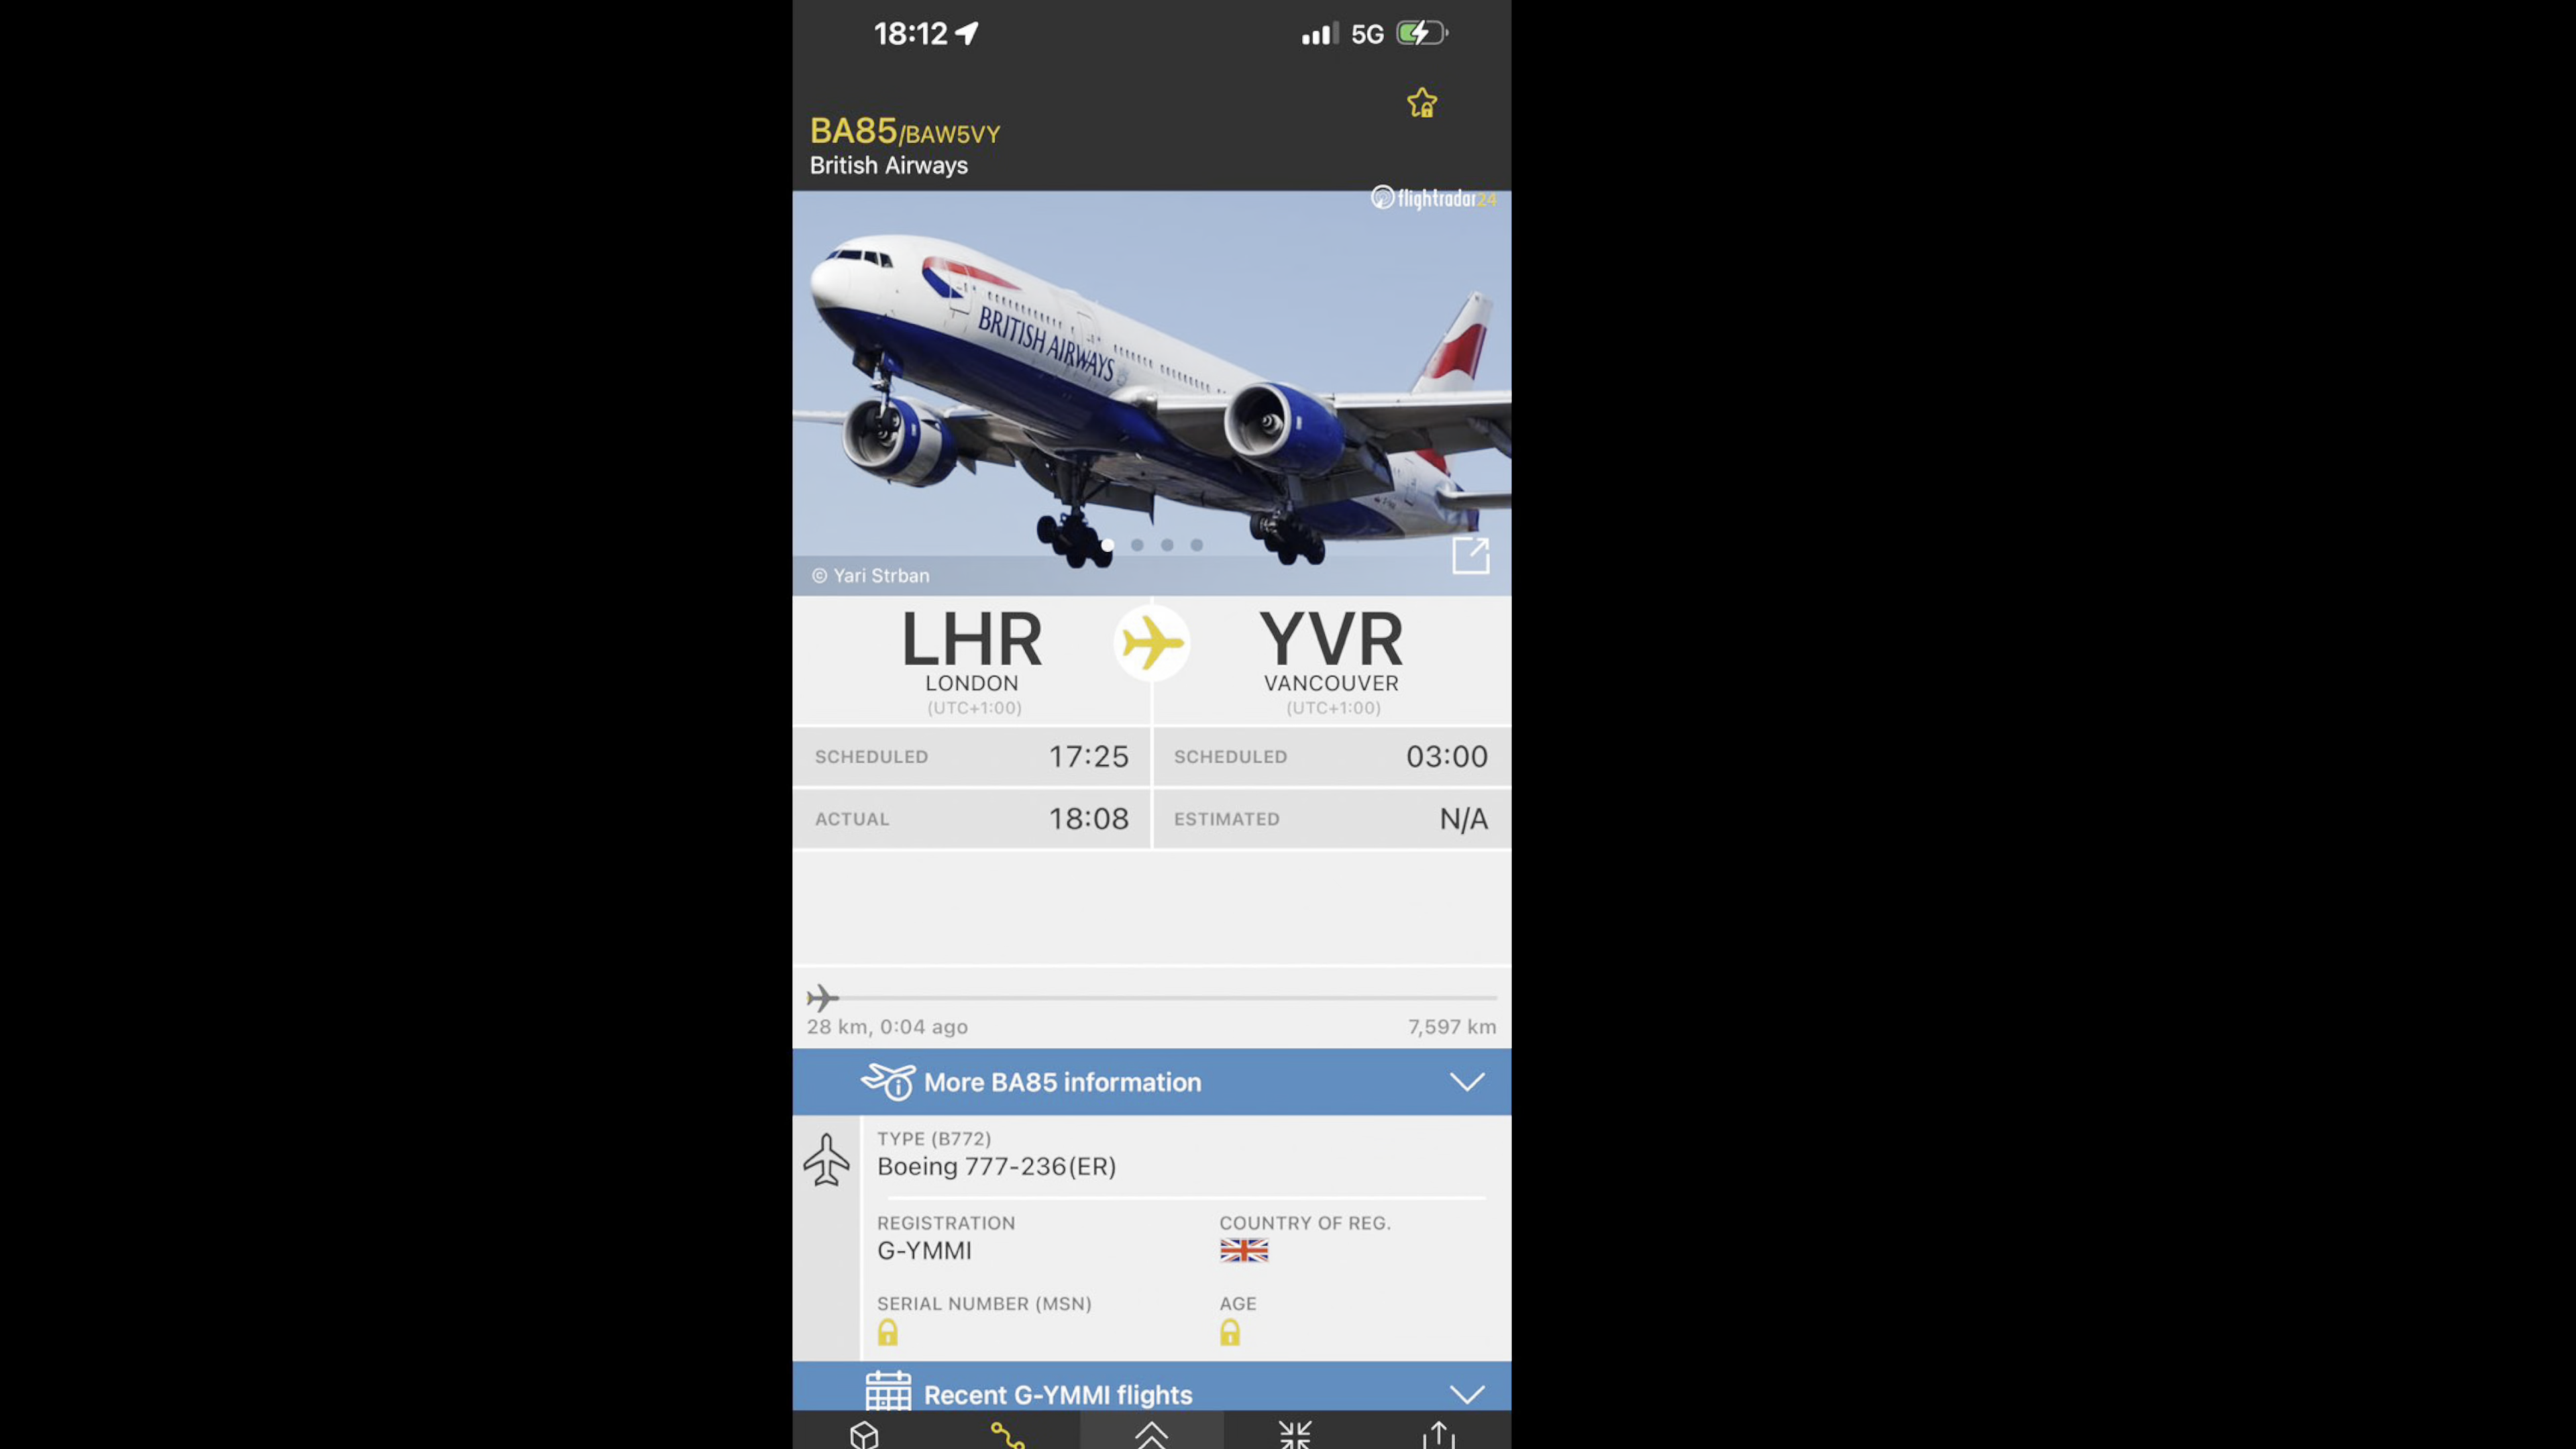 18:12
5G
BA85/BAW5VY
British Airways
flightradar24
BRITISH AIRWAYS
© Yari Strban
LHR
YVR
LONDON
VANCOUVER
(UTC+1:00)
(UTC+1:00)
SCHEDULED 17:25
SCHEDULED 03:00
ACTUAL 18:08
ESTIMATED N/A
28 km, 0:04 ago
7,597 km
More BA85 information
TYPE (B772)
Boeing 777-236(ER)
REGISTRATION
COUNTRY OF REG.
G-YMMI
SERIAL NUMBER (MSN)
AGE
Recent G-YMMI flights